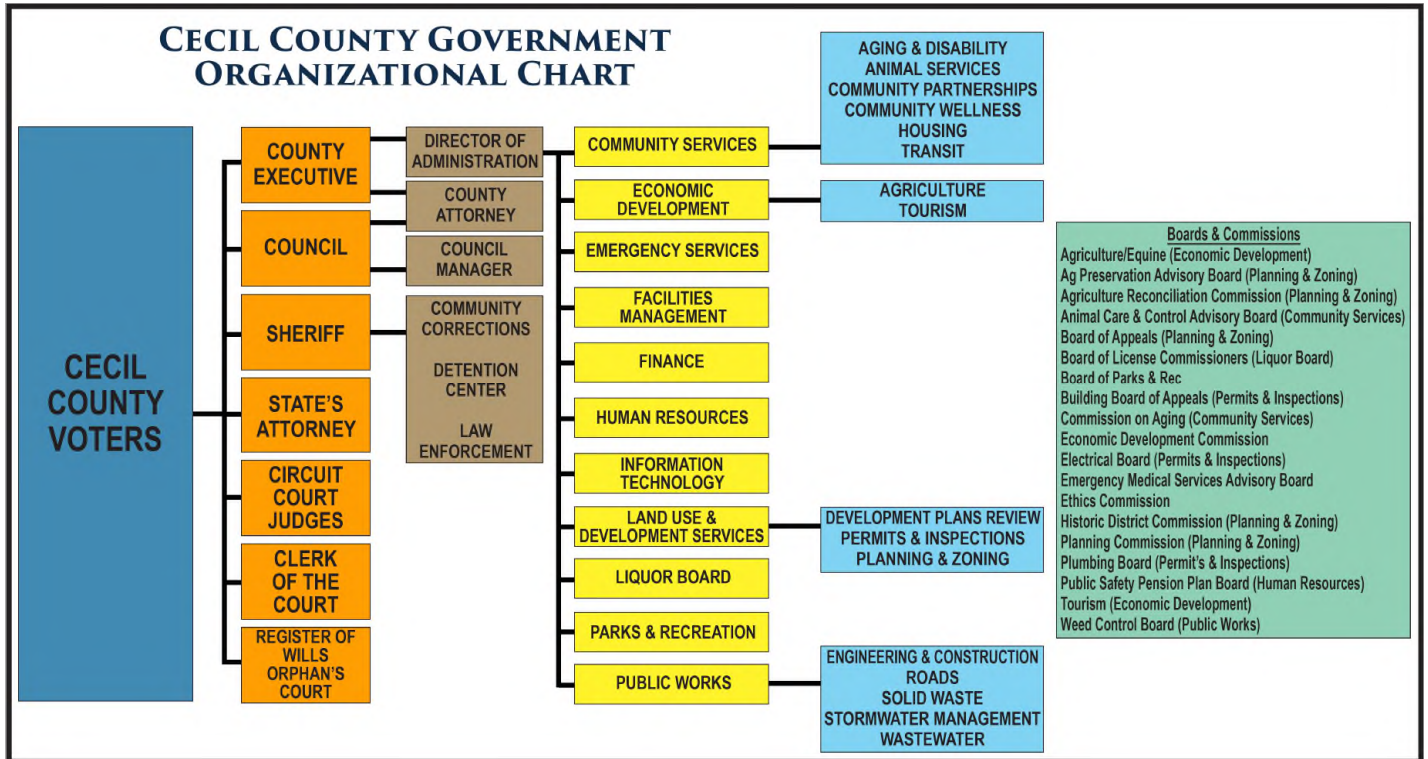 CECIL COUNTY GOVERNMENT
ORGANIZATIONAL CHART
CECIL
COUNTY
VOTERS
COUNTY
EXECUTIVE
COUNCIL
SHERIFF
STATE'S
ATTORNEY
CIRCUIT
COURT
JUDGES
CLERK
OF THE
COURT
REGISTER OF
WILLS
ORPHAN'S
COURT
DIRECTOR OF
ADMINISTRATION
COUNTY
ATTORNEY
COUNCIL
MANAGER
COMMUNITY
CORRECTIONS
DETENTION
CENTER
LAW
ENFORCEMENT
COMMUNITY SERVICES
ECONOMIC
DEVELOPMENT
EMERGENCY SERVICES
FACILITIES
MANAGEMENT
FINANCE
HUMAN RESOURCES
INFORMATION
TECHNOLOGY
LAND USE &
DEVELOPMENT SERVICES
LIQUOR BOARD
PARKS & RECREATION
PUBLIC WORKS
AGING & DISABILITY
ANIMAL SERVICES
COMMUNITY PARTNERSHIPS
COMMUNITY WELLNESS
HOUSING
TRANSIT
AGRICULTURE
TOURISM
DEVELOPMENT PLANS REVIEW
PERMITS & INSPECTIONS
PLANNING & ZONING
ENGINEERING & CONSTRUCTION
ROADS
SOLID WASTE
STORMWATER MANAGEMENT
WASTEWATER
Boards & Commissions
Agriculture/Equine (Economic Development)
Ag Preservation Advisory Board (Planning & Zoning)
Agriculture Reconciliation Commission (Planning & Zoning)
Animal Care & Control Advisory Board (Community Services)
Board of Appeals (Planning & Zoning)
Board of License Commissioners (Liquor Board)
Board of Parks & Rec
Building Board of Appeals (Permits & Inspections)
Commission on Aging (Community Services)
Economic Development Commission
Electrical Board (Permits & Inspections)
Emergency Medical Services Advisory Board
Ethics Commission
Historic District Commission (Planning & Zoning)
Planning Commission (Planning & Zoning)
Plumbing Board (Permit's & Inspections)
Public Safety Pension Plan Board (Human Resources)
Tourism (Economic Development)
Weed Control Board (Public Works)